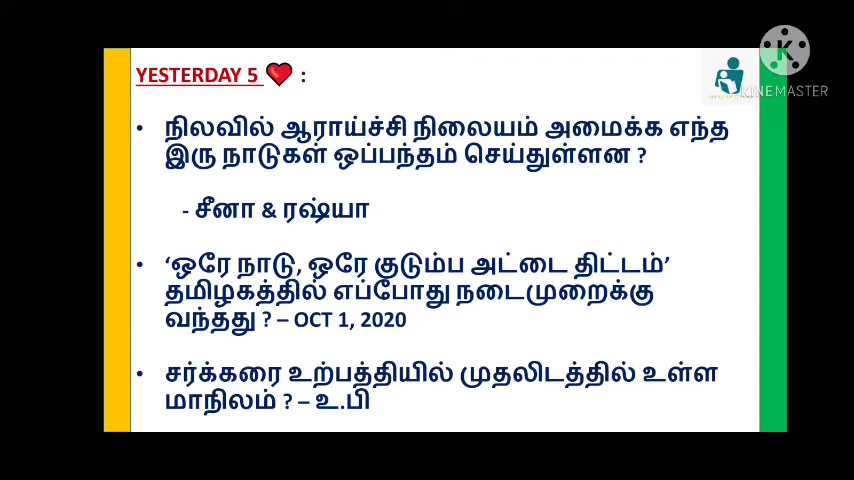 YESTERDAY 5 ❤️ :
• நிலவில் ஆராய்ச்சி நிலையம் அமைக்க எந்த
இரு நாடுகள் ஒப்பந்தம் செய்துள்ளன ?
- சீனா & ரஷ்யா
• ‘ஒரே நாடு, ஒரே குடும்ப அட்டை திட்டம்’
தமிழகத்தில் எப்போது நடைமுறைக்கு
வந்தது ? – OCT 1, 2020
• சர்க்கரை உற்பத்தியில் முதலிடத்தில் உள்ள
மாநிலம் ? – உ.பி
K
KINEMASTER